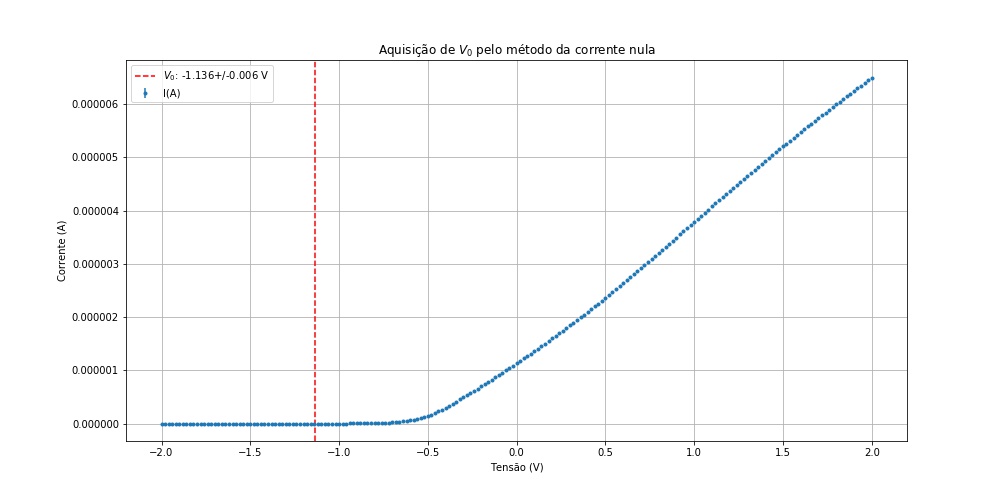 Aquisição de V₀ pelo método da corrente nula
V₀: -1.136+/-0.006 V
I(A)
0.000006
0.000005
0.000004
0.000003
0.000002
0.000001
0.000000
Corrente (A)
−2.0 −1.5 −1.0 −0.5 0.0 0.5 1.0 1.5 2.0
Tensão (V)